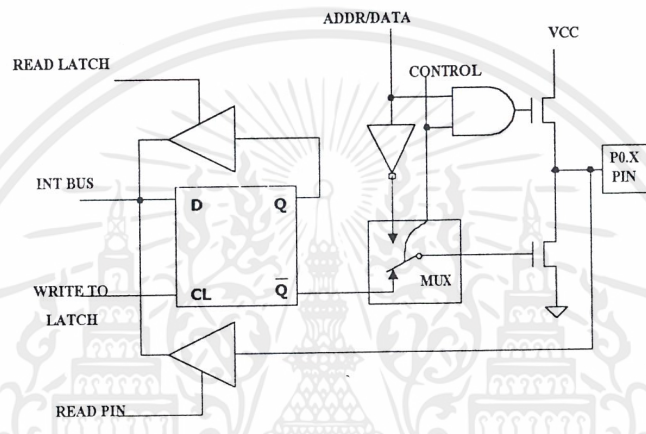 ADDR/DATA
VCC
READ LATCH
CONTROL
P0.X
PIN
INT BUS
D
Q
WRITE TO
LATCH
CL
Q̅
MUX
READ PIN